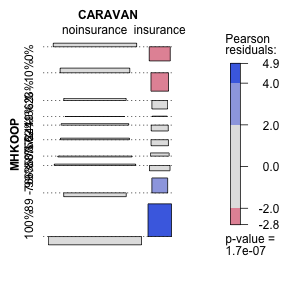 CARAVAN
noinsurance insurance
Pearson
residuals:
MHKOOP
0%
100%
4.9
4.0
2.0
0.0
-2.0
-2.8
p-value =
1.7e-07